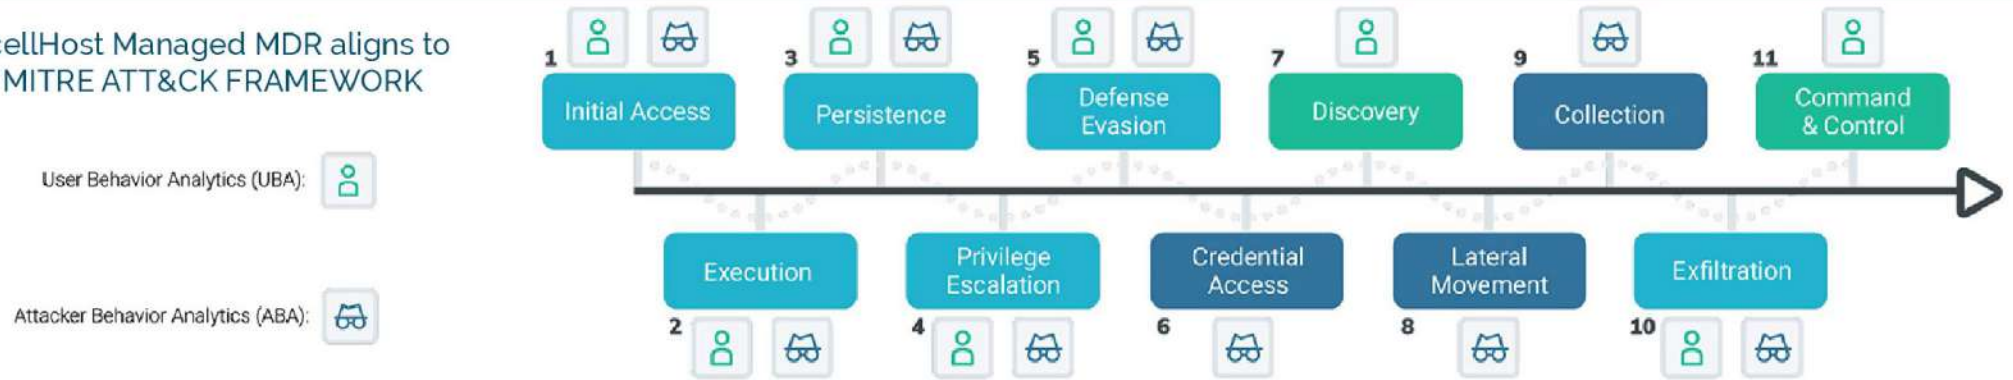 cellHost Managed MDR aligns to
MITRE ATT&CK FRAMEWORK
User Behavior Analytics (UBA):
Attacker Behavior Analytics (ABA):
1
Initial Access
2
Execution
3
Persistence
4
Privilege
Escalation
5
Defense
Evasion
6
Credential
Access
7
Discovery
8
Lateral
Movement
9
Collection
10
Exfiltration
11
Command
& Control